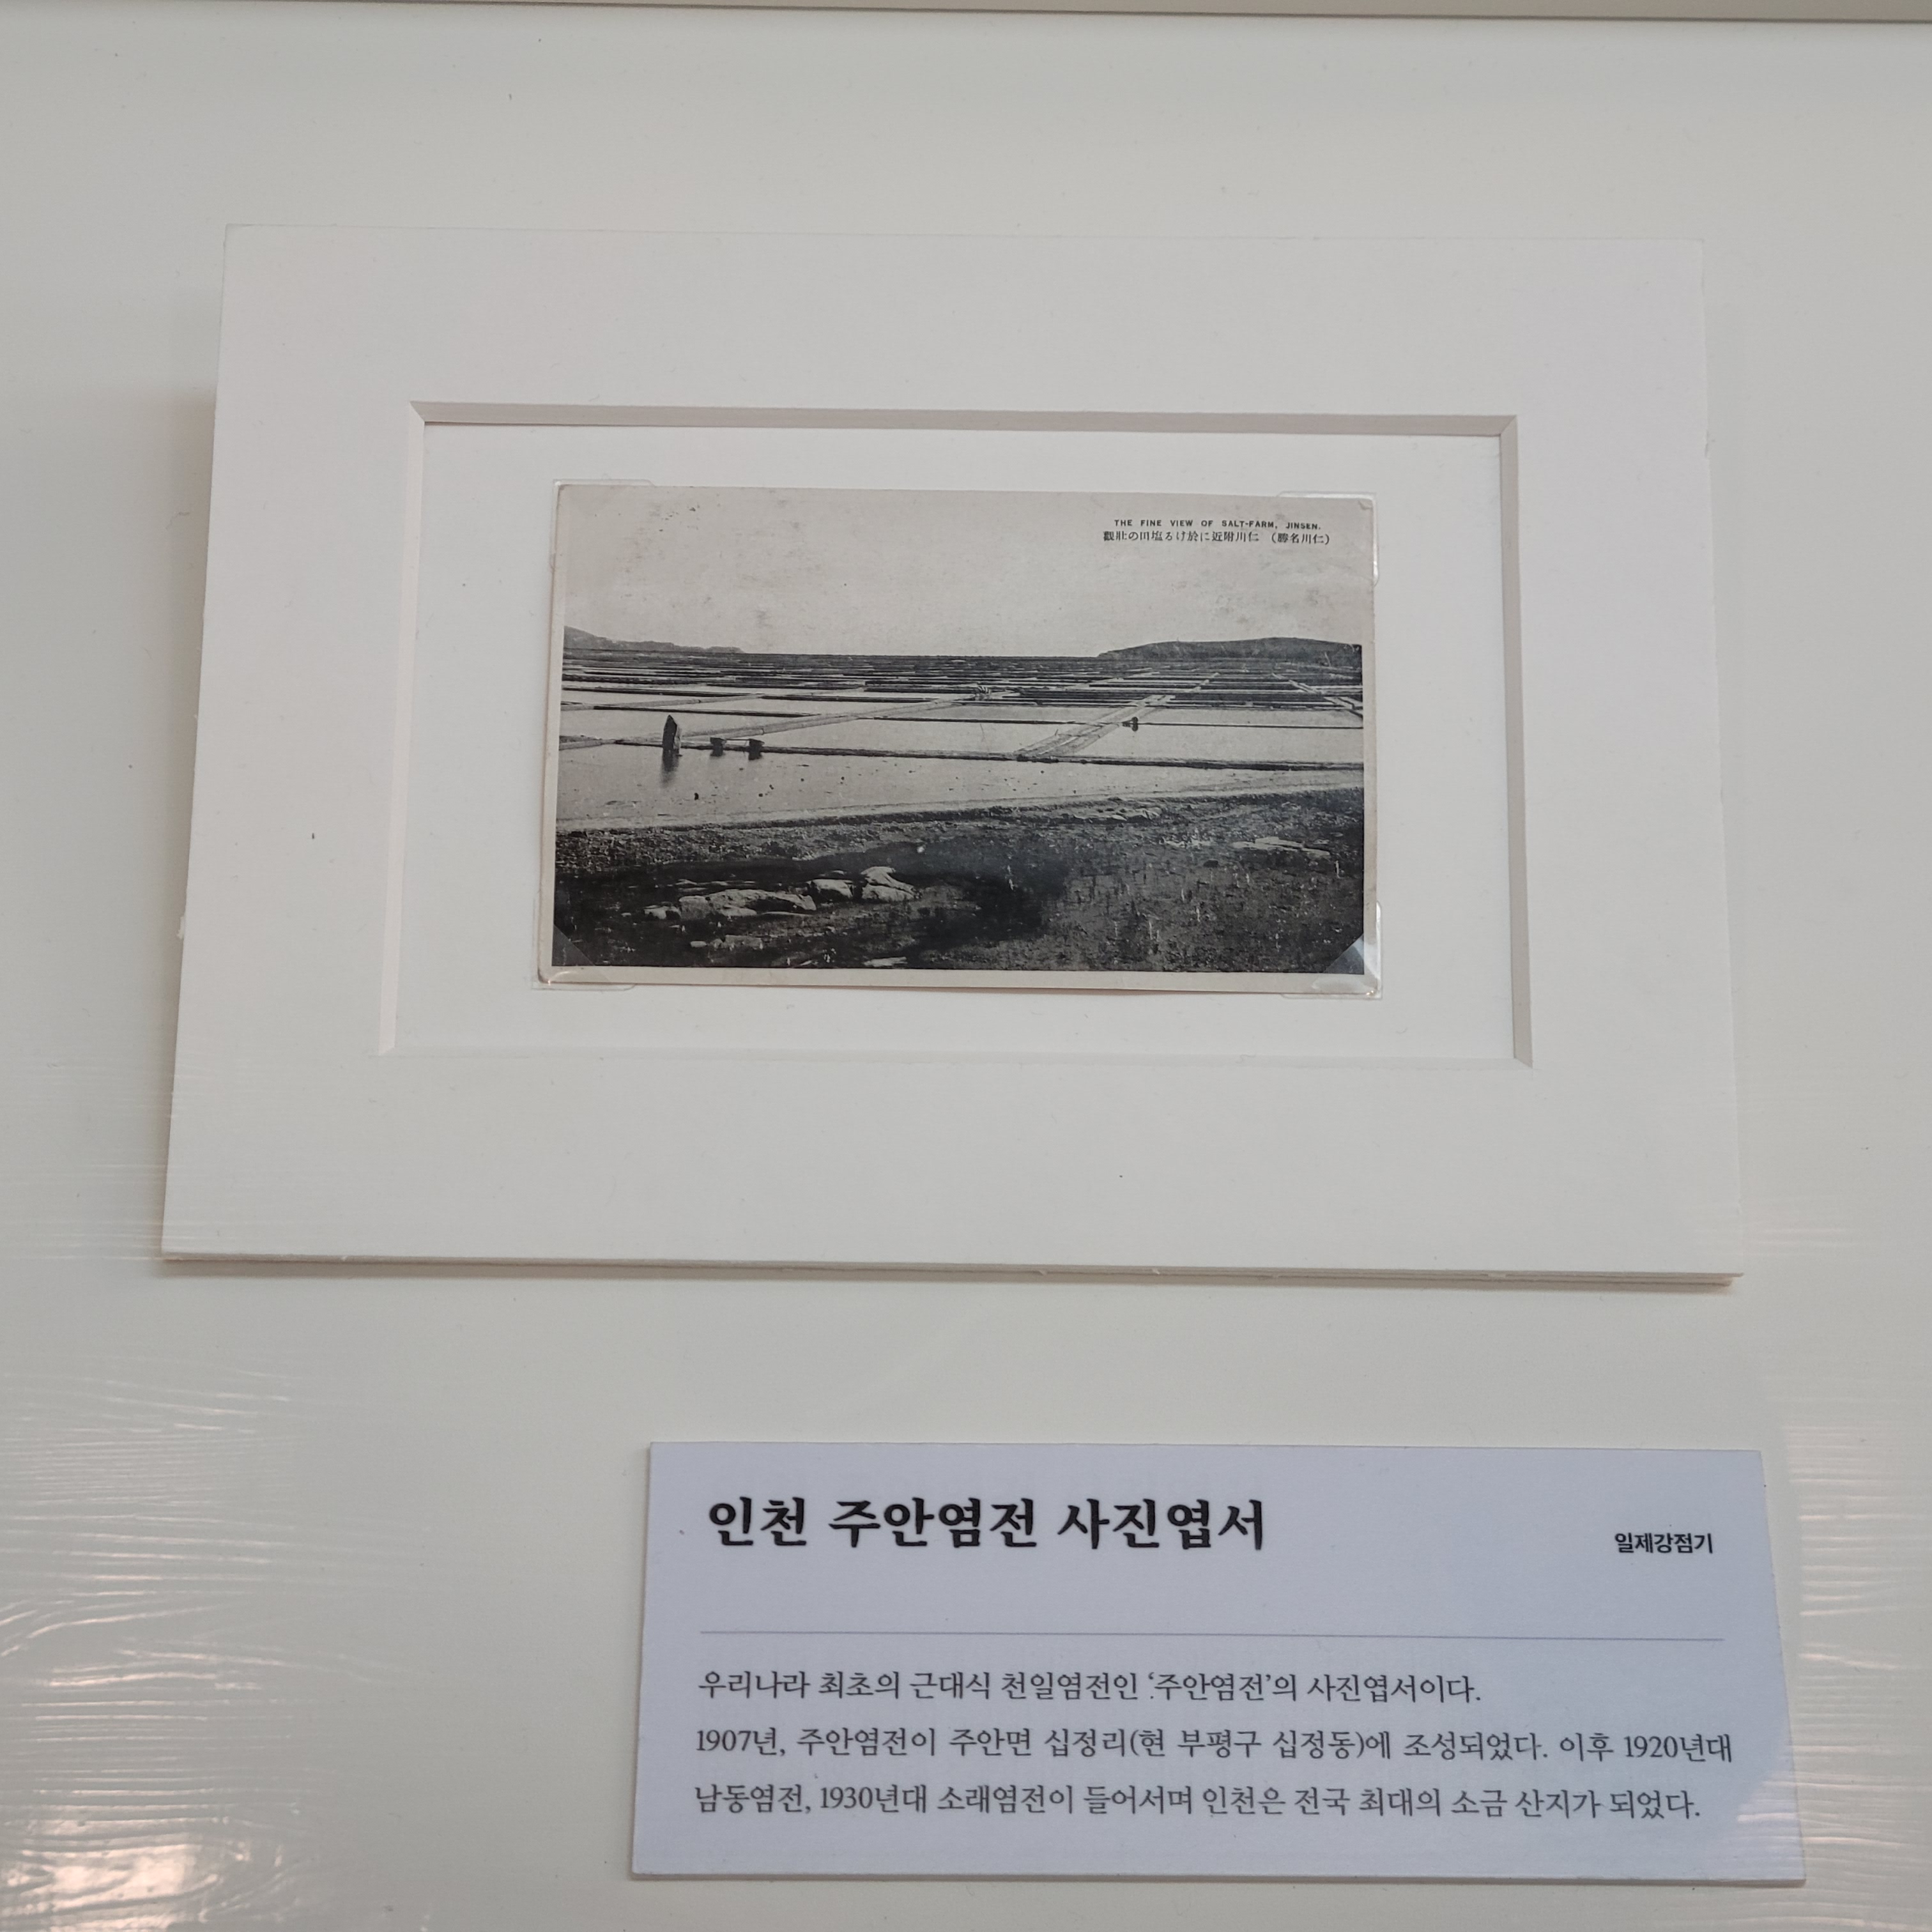 THE FINE VIEW OF SALT-FARM, JINSEN.
觀壯の田塩るけ於に近附川仁 (勝名川仁)
인천 주안염전 사진엽서
일제강점기
우리나라 최초의 근대식 천일염전인 ‘주안염전’의 사진엽서이다.
1907년, 주안염전이 주안면 십정리(현 부평구 십정동)에 조성되었다. 이후 1920년대
남동염전, 1930년대 소래염전이 들어서며 인천은 전국 최대의 소금 산지가 되었다.